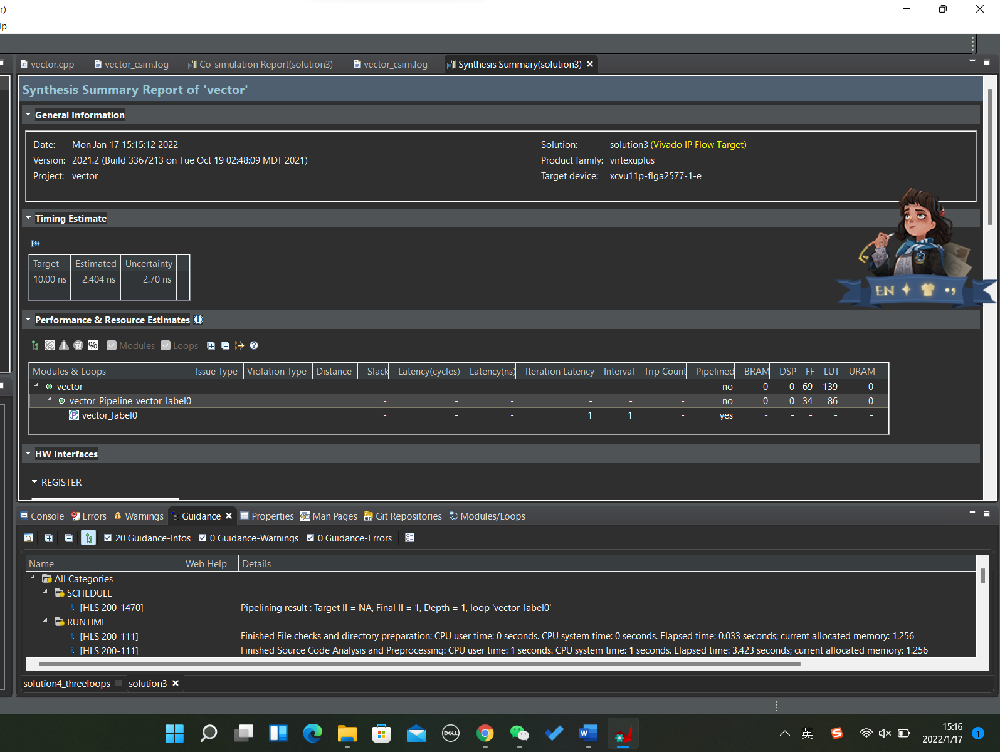 r)
lp
vector.cpp vector_csim.log Co-simulation Report(solution3) vector_csim.log Synthesis Summary(solution3)
Synthesis Summary Report of 'vector'
General Information
Date: Mon Jan 17 15:15:12 2022 Solution: solution3 (Vivado IP Flow Target)
Version: 2021.2 (Build 3367213 on Tue Oct 19 02:48:09 MDT 2021) Product family: virtexuplus
Project: vector Target device: xcvu11p-flga2577-1-e
Timing Estimate
Target Estimated Uncertainty
10.00 ns 2.404 ns 2.70 ns
EN
Performance & Resource Estimates
% Modules Loops
Modules & Loops Issue Type Violation Type Distance Slack Latency(cycles) Latency(ns) Iteration Latency Interval Trip Count Pipelined BRAM DSP FF LUT URAM
vector - - - - - - no 0 0 69 139 0
vector_Pipeline_vector_label0 - - - - - - no 0 0 34 86 0
vector_label0 - - - 1 1 - yes - - - - -
HW Interfaces
REGISTER
Console Errors Warnings Guidance Properties Man Pages Git Repositories Modules/Loops
20 Guidance-Infos 0 Guidance-Warnings 0 Guidance-Errors
Name Web Help Details
All Categories
SCHEDULE
[HLS 200-1470] Pipelining result : Target II = NA, Final II = 1, Depth = 1, loop 'vector_label0'
RUNTIME
[HLS 200-111] Finished File checks and directory preparation: CPU user time: 0 seconds. CPU system time: 0 seconds. Elapsed time: 0.033 seconds; current allocated memory: 1.256
[HLS 200-111] Finished Source Code Analysis and Preprocessing: CPU user time: 1 seconds. CPU system time: 1 seconds. Elapsed time: 3.423 seconds; current allocated memory: 1.256
solution4_threeloops solution3
DELL W 英 S 15:16 1
2022/1/17